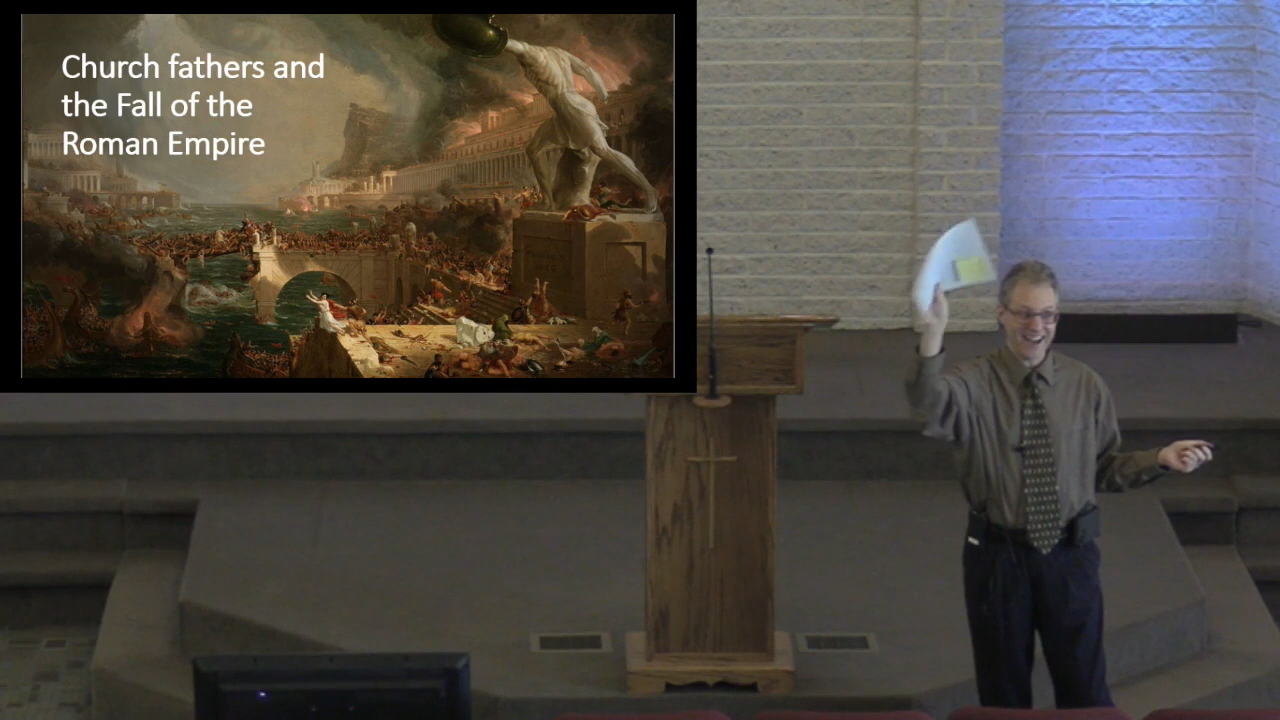 Church fathers and
the Fall of the
Roman Empire